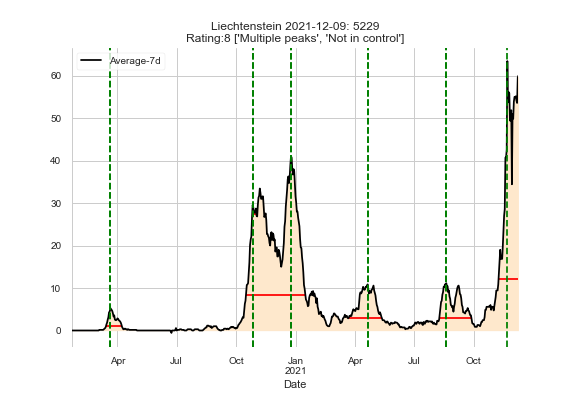 Liechtenstein 2021-12-09: 5229
Rating:8 ['Multiple peaks', 'Not in control']
Average-7d
60
50
40
30
20
10
0
Apr Jul Oct Jan Apr Jul Oct
2021
Date